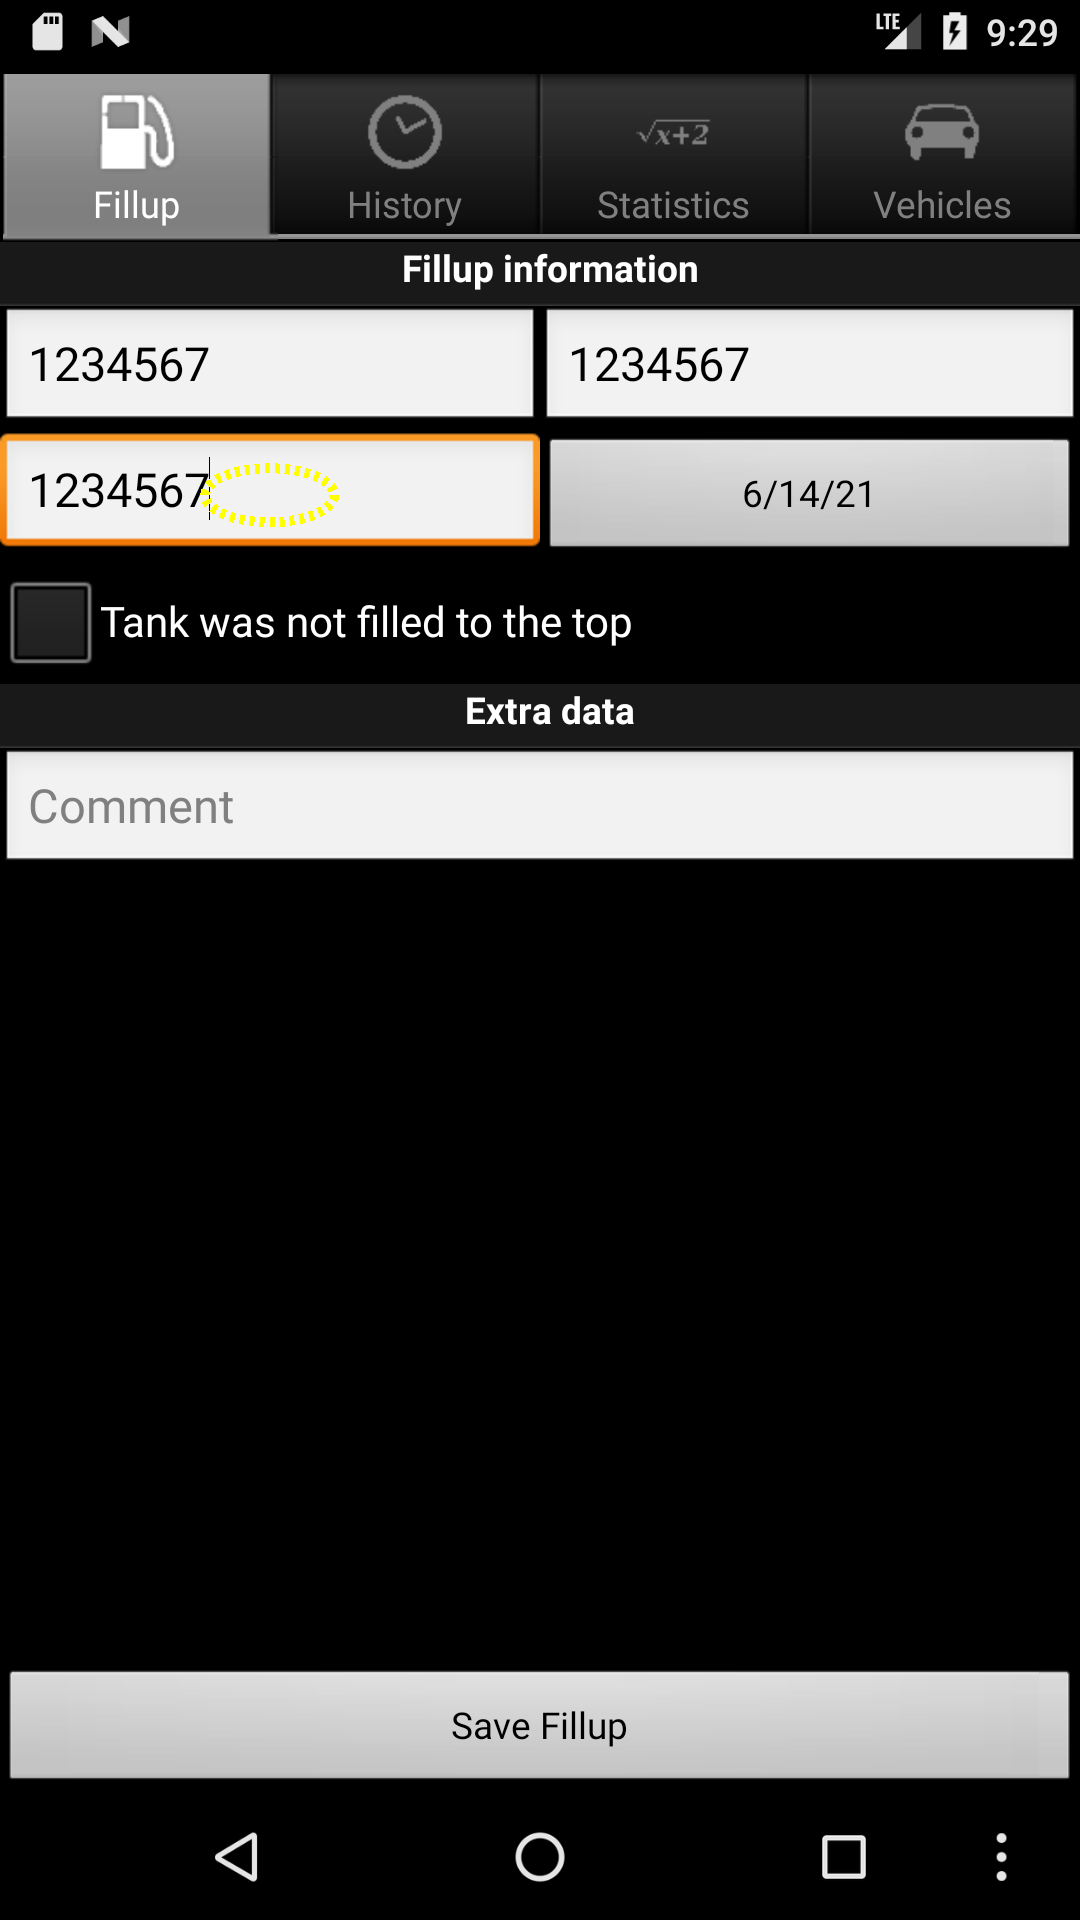 LTE 9:29
Fillup History √x+2 Statistics Vehicles
Fillup information
1234567 1234567
1234567 6/14/21
Tank was not filled to the top
Extra data
Comment
Save Fillup